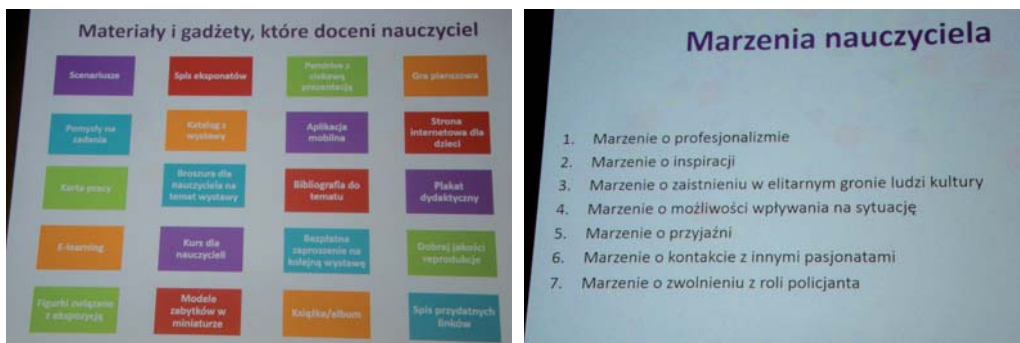 Materiały i gadżety, które doceni nauczyciel
Scenariusze
Spis eksponatów
Pendrive z
ciekawą
prezentacją
Gra planszowa
Pomysły na
zadania
Katalog z
wystawy
Aplikacja
mobilna
Strona
internetowa dla
dzieci
Karta pracy
Broszura dla
nauczyciela na
temat wystawy
Bibliografia do
tematu
Plakat
dydaktyczny
E-learning
Kurs dla
nauczycieli
Bezpłatne
zaproszenie na
kolejną wystawę
Dobrej jakości
reprodukcje
Figurki związane
z ekspozycją
Modele
zabytków w
miniaturze
Książka/album
Spis przydatnych
linków
Marzenia nauczyciela
1. Marzenie o profesjonalizmie
2. Marzenie o inspiracji
3. Marzenie o zaistnieniu w elitarnym gronie ludzi kultury
4. Marzenie o możliwości wpływania na sytuację
5. Marzenie o przyjaźni
6. Marzenie o kontakcie z innymi pasjonatami
7. Marzenie o zwolnieniu z roli policjanta